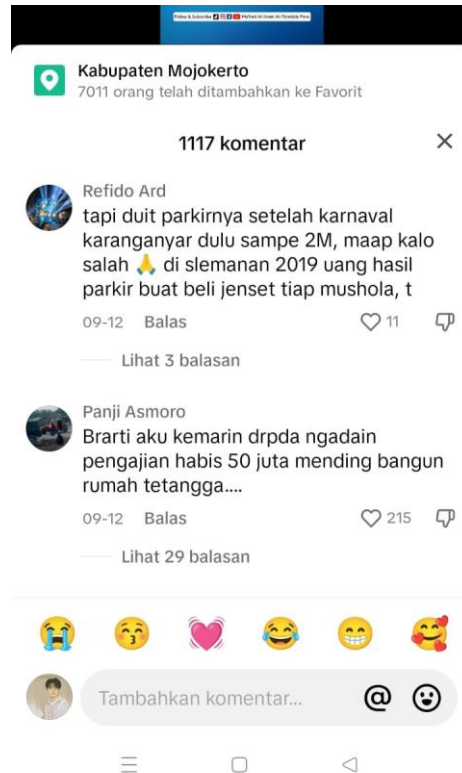 Follow & Subscribe
Kabupaten Mojokerto
7011 orang telah ditambahkan ke Favorit
1117 komentar
Refido Ard
tapi duit parkirnya setelah karnaval
karanganyar dulu sampe 2M, maap kalo
salah 🙏 di slemanan 2019 uang hasil
parkir buat beli jenset tiap mushola, t
09-12 Balas 11
Lihat 3 balasan
Panji Asmoro
Brarti aku kemarin drpda ngadain
pengajian habis 50 juta mending bangun
rumah tetangga....
09-12 Balas 215
Lihat 29 balasan
Tambahkan komentar... @